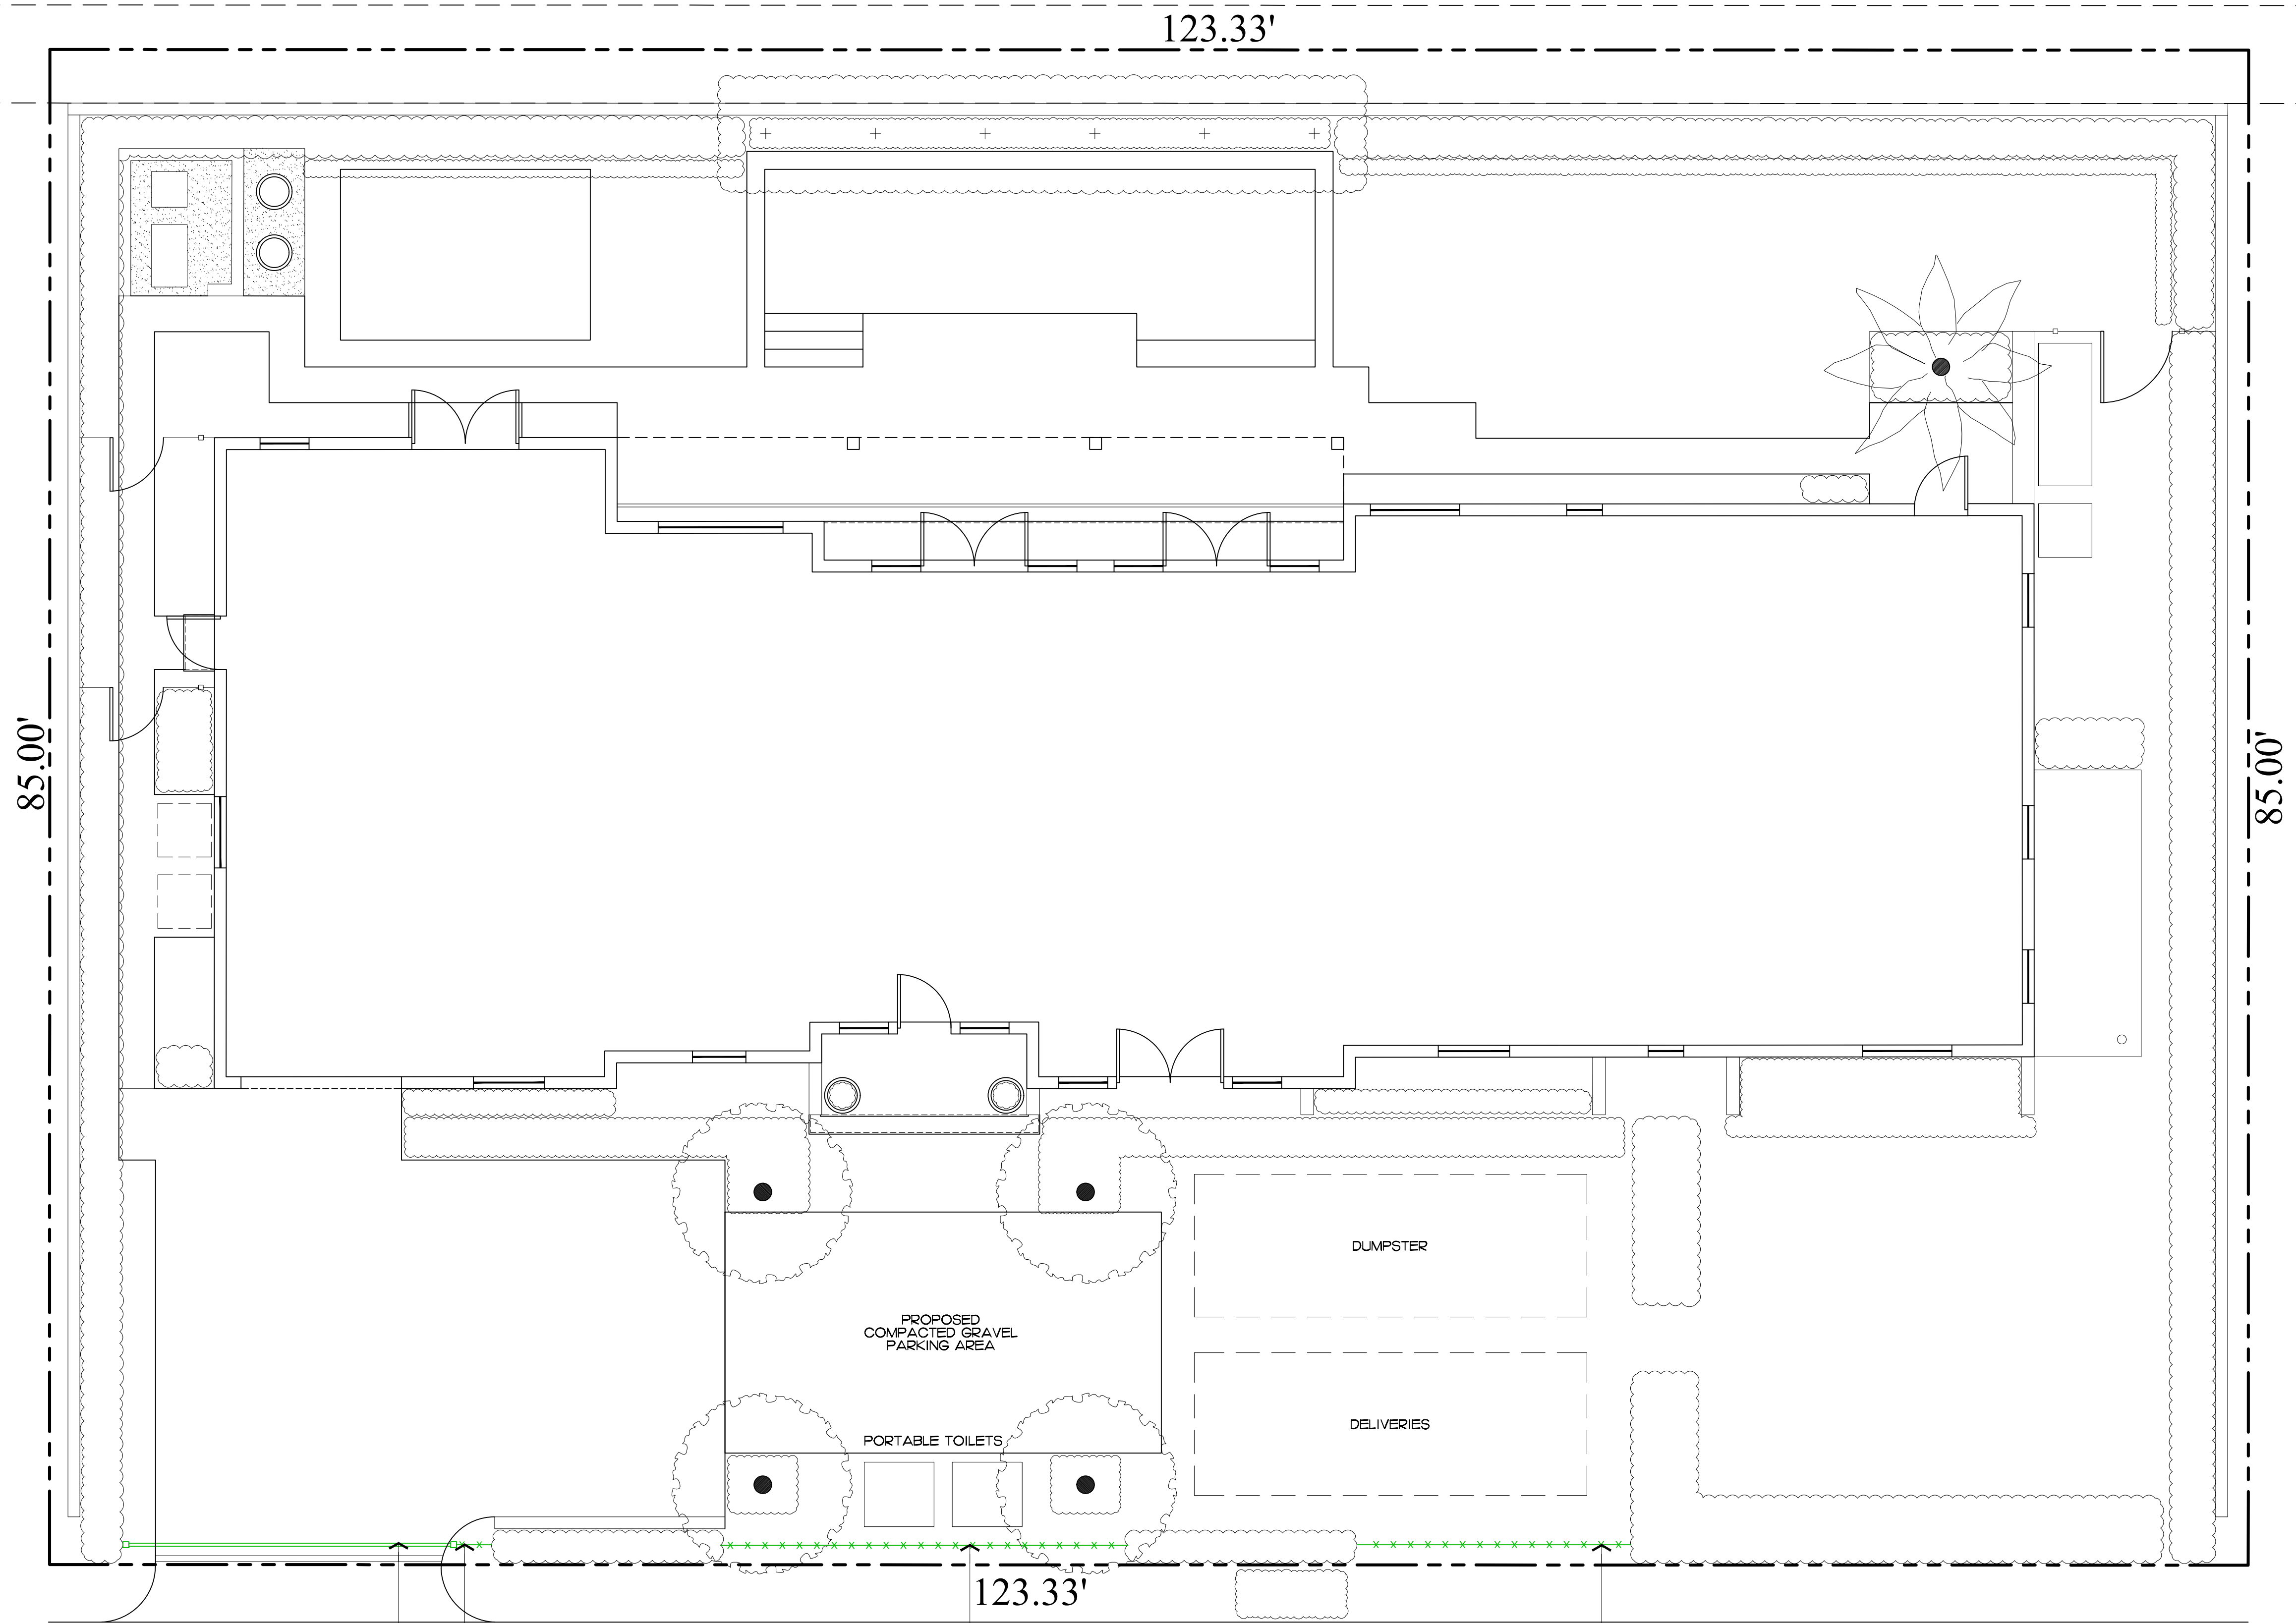 123.33'
85.00'
85.00'
DUMPSTER
PROPOSED
COMPACTED GRAVEL
PARKING AREA
DELIVERIES
PORTABLE TOILETS
123.33'